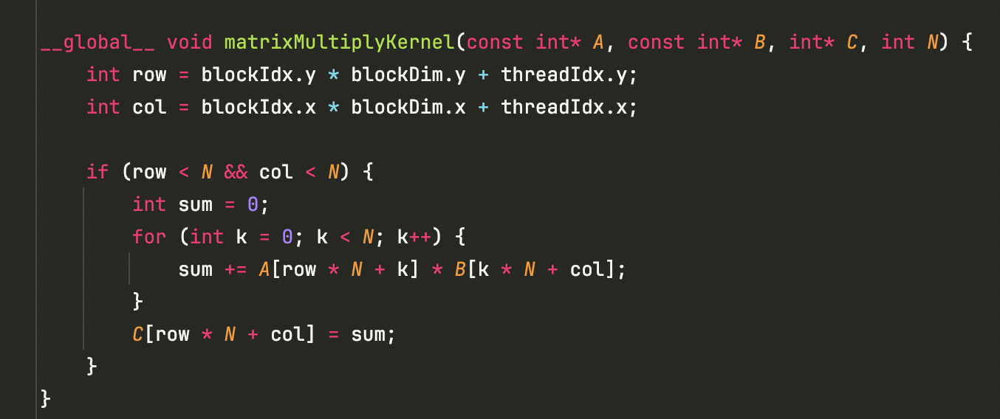 __global__ void matrixMultiplyKernel(const int* A, const int* B, int* C, int N) {
    int row = blockIdx.y * blockDim.y + threadIdx.y;
    int col = blockIdx.x * blockDim.x + threadIdx.x;

    if (row < N && col < N) {
        int sum = 0;
        for (int k = 0; k < N; k++) {
            sum += A[row * N + k] * B[k * N + col];
        }
        C[row * N + col] = sum;
    }
}